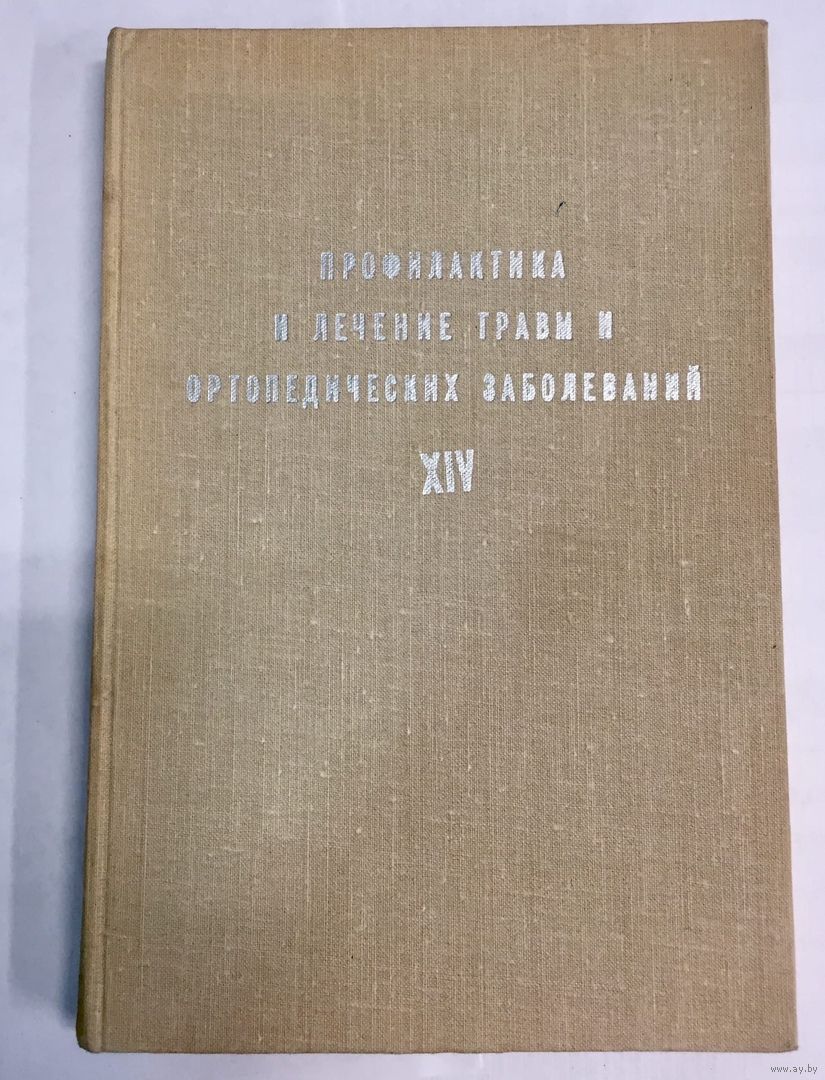 ПРОФИЛАКТИКА
И ЛЕЧЕНИЕ ТРАВМ И
ОРТОПЕДИЧЕСКИХ ЗАБОЛЕВАНИЙ
XIV
www.ay.by